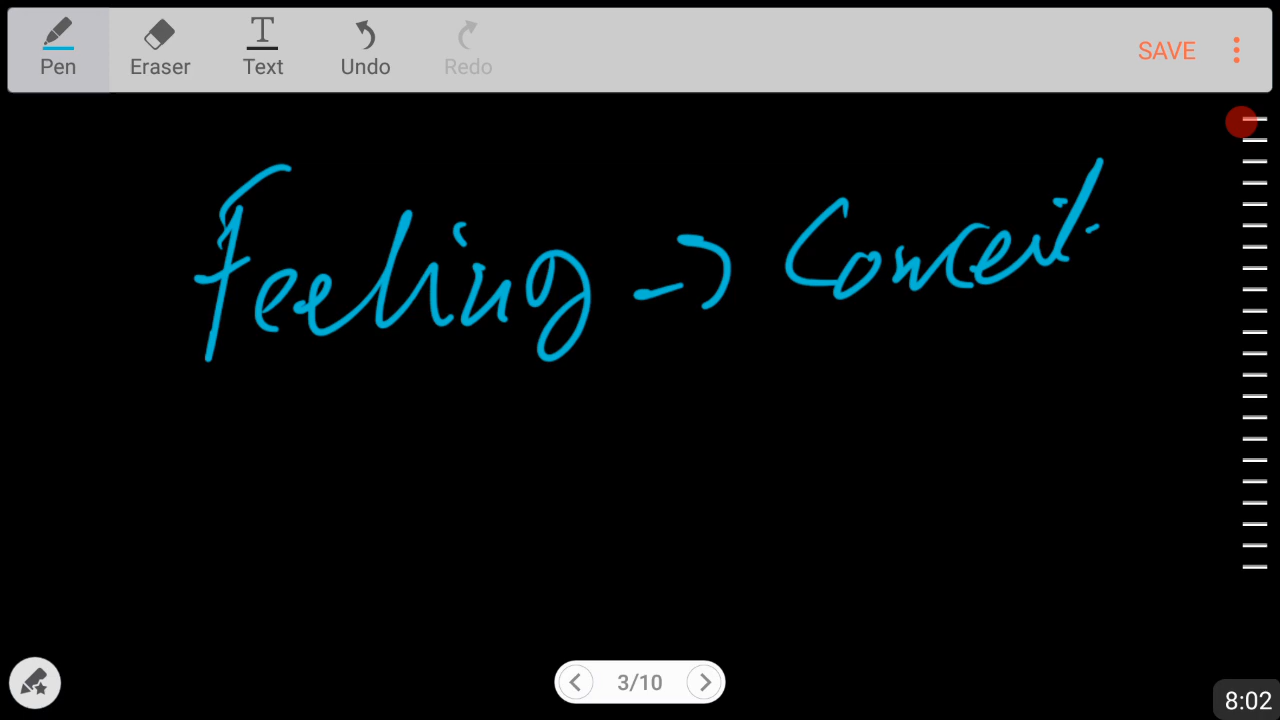 Pen Eraser Text Undo Redo SAVE
Feeling → Conceit.
3/10
8:02